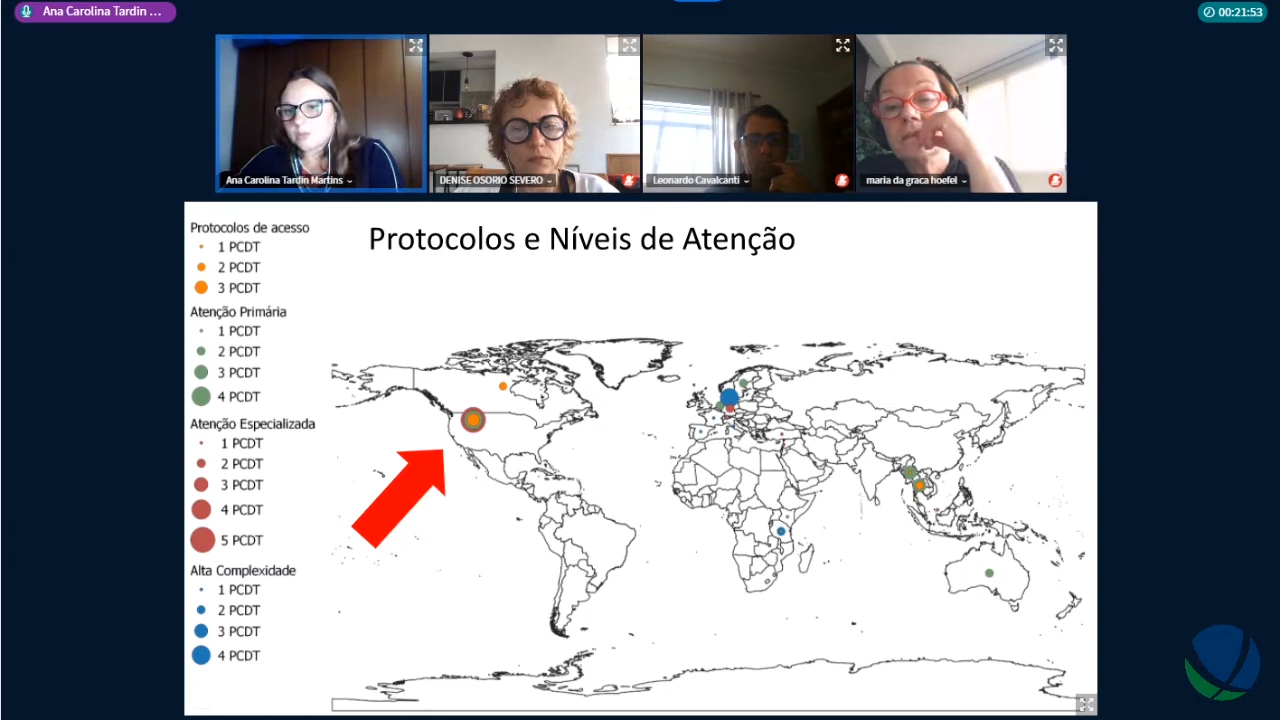 Ana Carolina Tardin ...
00:21:53
Ana Carolina Tardin Martins
DENISE OSORIO SEVERO
Leonardo Cavalcanti
maria da graca hoefel
Protocolos e Níveis de Atenção
Protocolos de acesso
1 PCDT
2 PCDT
3 PCDT
Atenção Primária
1 PCDT
2 PCDT
3 PCDT
4 PCDT
Atenção Especializada
1 PCDT
2 PCDT
3 PCDT
4 PCDT
5 PCDT
Alta Complexidade
1 PCDT
2 PCDT
3 PCDT
4 PCDT